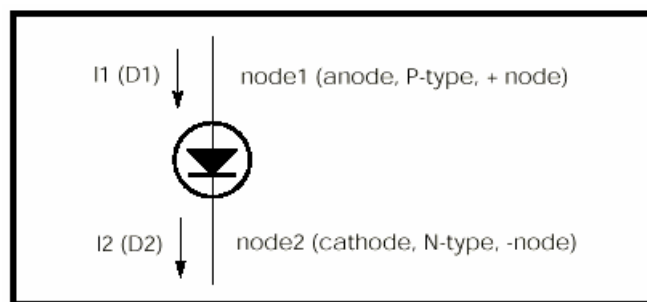 I1 (D1) node1 (anode, P-type, + node)
I2 (D2) node2 (cathode, N-type, -node)